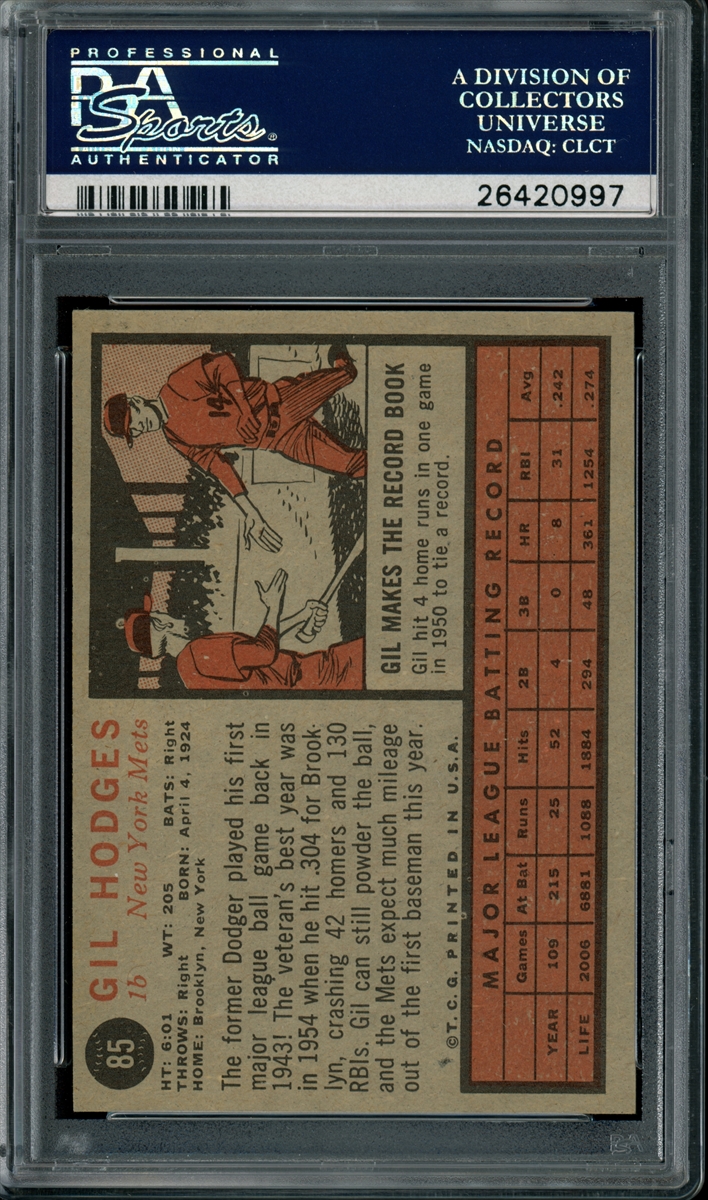 PROFESSIONAL
PSA
Sports®
AUTHENTICATOR
A DIVISION OF
COLLECTORS
UNIVERSE
NASDAQ: CLCT
26420997
85
GIL HODGES
1b New York Mets
HT: 6:01 WT: 205 BATS: Right
THROWS: Right BORN: April 4, 1924
HOME: Brooklyn, New York
The former Dodger played his first
major league ball game back in
1943! The veteran's best year was
in 1954 when he hit .304 for Brook-
lyn, crashing 42 homers and 130
RBIs. Gil can still powder the ball,
and the Mets expect much mileage
out of the first baseman this year.
©T.C.G. PRINTED IN U.S.A.
14
GIL MAKES THE RECORD BOOK
Gil hit 4 home runs in one game
in 1950 to tie a record.
MAJOR LEAGUE BATTING RECORD
Games At Bat Runs Hits 2B 3B HR RBI Avg
YEAR 109 215 25 52 4 0 8 31 .242
LIFE 2006 6881 1088 1884 294 48 361 1254 .274